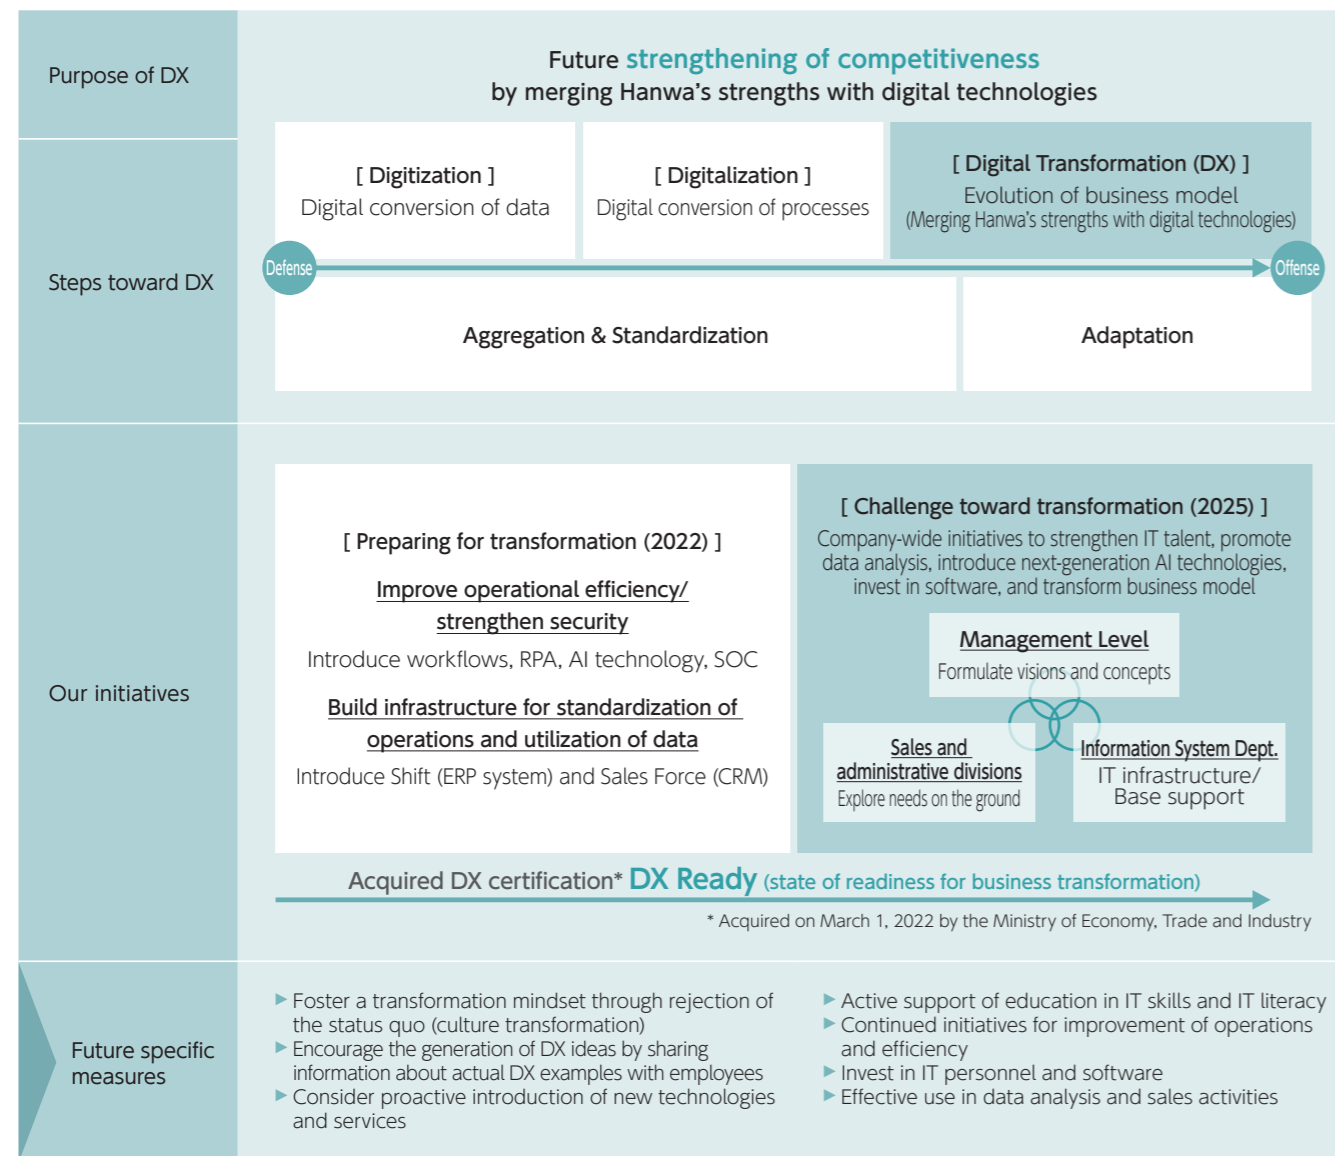 Purpose of DX
Future strengthening of competitiveness
by merging Hanwa's strengths with digital technologies
Steps toward DX
[ Digitization ]
Digital conversion of data
[ Digitalization ]
Digital conversion of processes
[ Digital Transformation (DX) ]
Evolution of business model
(Merging Hanwa's strengths with digital technologies)
Defense
Offense
Aggregation & Standardization
Adaptation
Our initiatives
[ Preparing for transformation (2022) ]
Improve operational efficiency/
strengthen security
Introduce workflows, RPA, AI technology, SOC
Build infrastructure for standardization of
operations and utilization of data
Introduce Shift (ERP system) and Sales Force (CRM)
[ Challenge toward transformation (2025) ]
Company-wide initiatives to strengthen IT talent, promote
data analysis, introduce next-generation AI technologies,
invest in software, and transform business model
Management Level
Formulate visions and concepts
Sales and
administrative divisions
Explore needs on the ground
Information System Dept.
IT infrastructure/
Base support
Acquired DX certification* DX Ready (state of readiness for business transformation)
* Acquired on March 1, 2022 by the Ministry of Economy, Trade and Industry
Future specific
measures
▶ Foster a transformation mindset through rejection of
the status quo (culture transformation)
▶ Encourage the generation of DX ideas by sharing
information about actual DX examples with employees
▶ Consider proactive introduction of new technologies
and services
▶ Active support of education in IT skills and IT literacy
▶ Continued initiatives for improvement of operations
and efficiency
▶ Invest in IT personnel and software
▶ Effective use in data analysis and sales activities